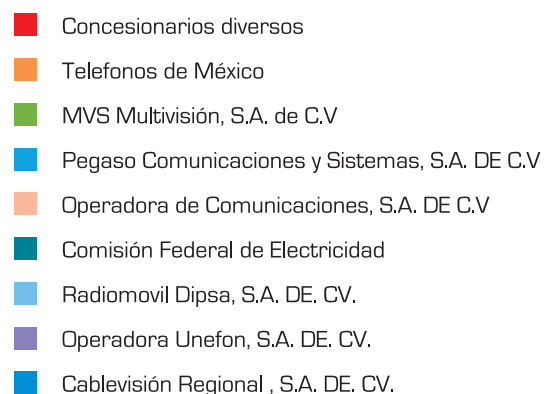 Concesionarios diversos
Telefonos de México
MVS Multivisión, S.A. de C.V
Pegaso Comunicaciones y Sistemas, S.A. DE C.V
Operadora de Comunicaciones, S.A. DE C.V
Comisión Federal de Electricidad
Radiomovil Dipsa, S.A. DE. CV.
Operadora Unefon, S.A. DE. CV.
Cablevisión Regional , S.A. DE. CV.